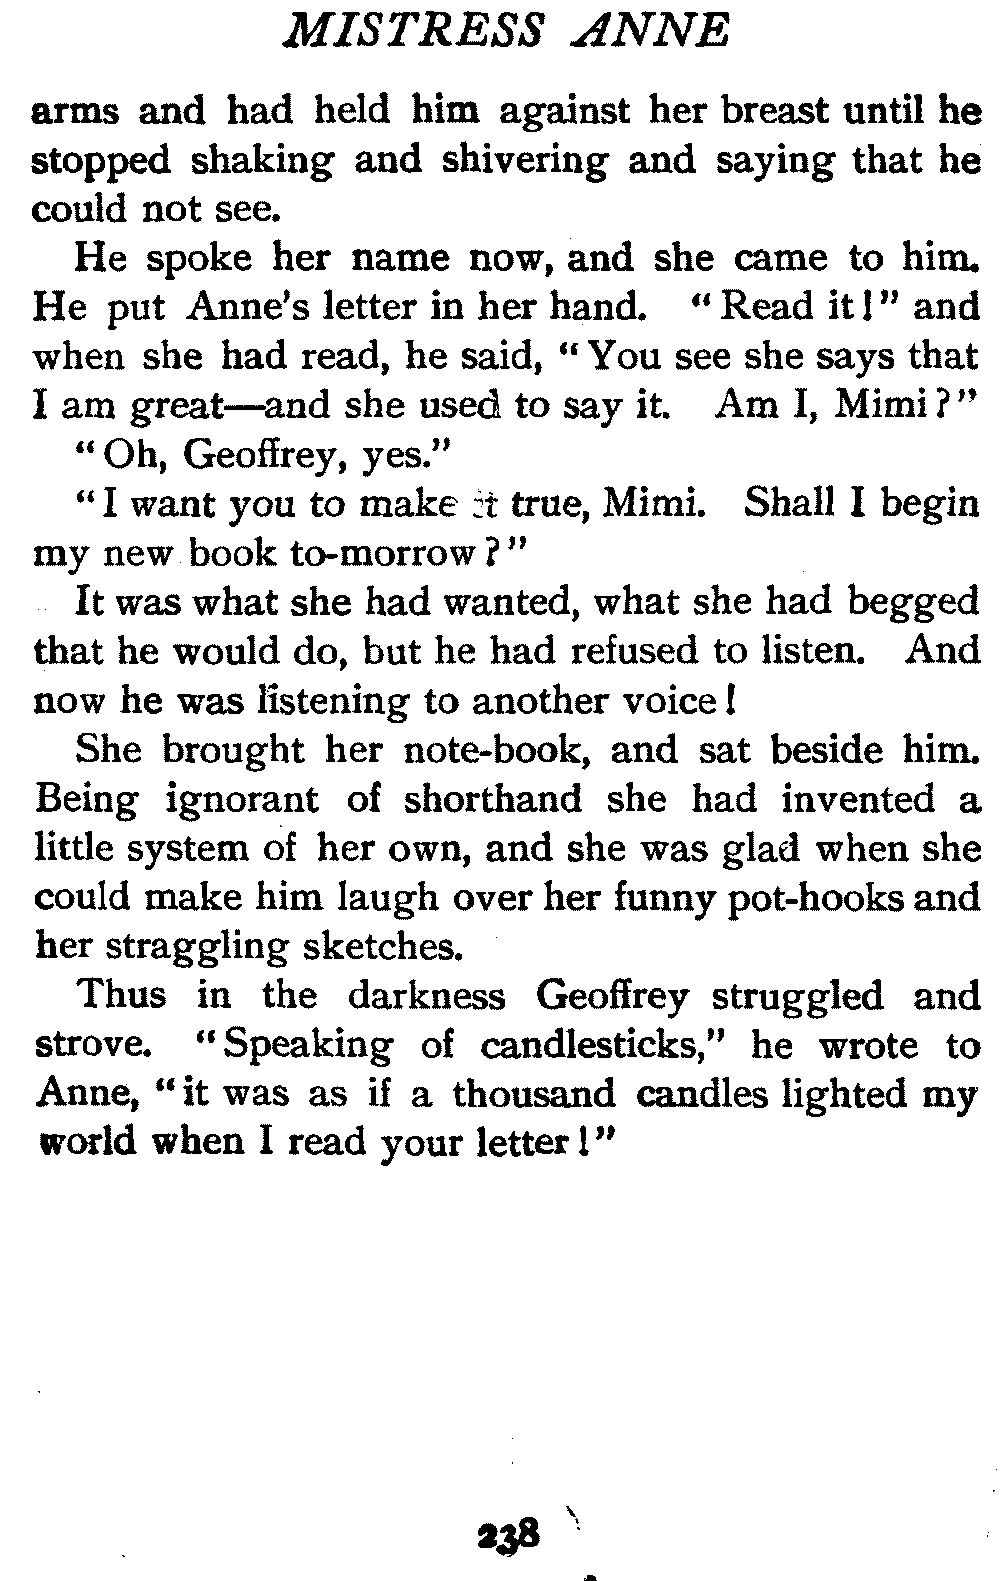 MISTRESS ANNE
arms and had held him against her breast until he
stopped shaking and shivering and saying that he
could not see.
He spoke her name now, and she came to him.
He put Anne's letter in her hand. "Read it!" and
when she had read, he said, "You see she says that
I am great—and she used to say it. Am I, Mimi?"
"Oh, Geoffrey, yes."
"I want you to make it true, Mimi. Shall I begin
my new book to-morrow?"
It was what she had wanted, what she had begged
that he would do, but he had refused to listen. And
now he was listening to another voice!
She brought her note-book, and sat beside him.
Being ignorant of shorthand she had invented a
little system of her own, and she was glad when she
could make him laugh over her funny pot-hooks and
her straggling sketches.
Thus in the darkness Geoffrey struggled and
strove. "Speaking of candlesticks," he wrote to
Anne, "it was as if a thousand candles lighted my
world when I read your letter!"
238